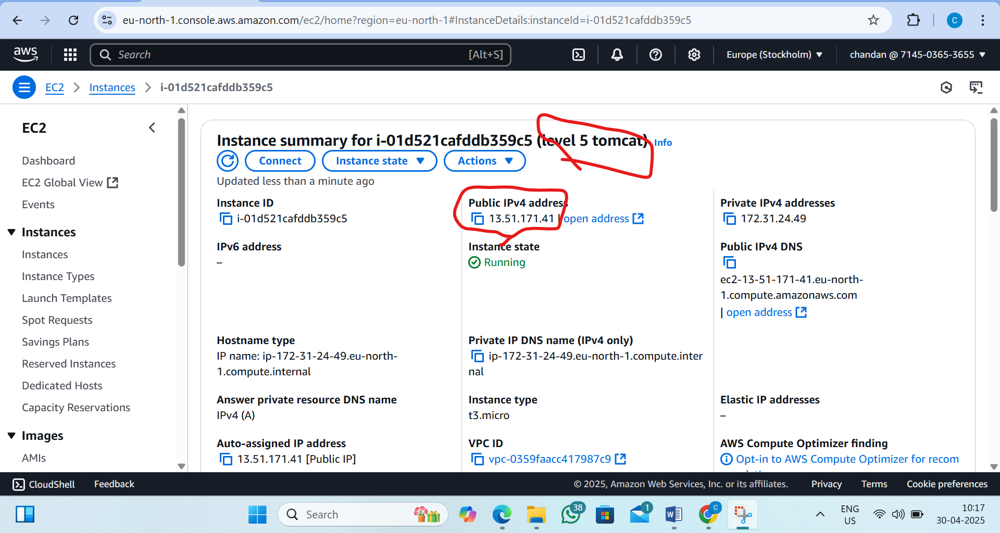 eu-north-1.console.aws.amazon.com/ec2/home?region=eu-north-1#InstanceDetails:instanceId=i-01d521cafddb359c5
C
aws
Search
[Alt+S]
Europe (Stockholm)
chandan @ 7145-0365-3655
EC2
Instances
i-01d521cafddb359c5
EC2
Dashboard
EC2 Global View
Events
Instances
Instances
Instance Types
Launch Templates
Spot Requests
Savings Plans
Reserved Instances
Dedicated Hosts
Capacity Reservations
Images
AMIs
Instance summary for i-01d521cafddb359c5 (level 5 tomcat) Info
Connect
Instance state
Actions
Updated less than a minute ago
Instance ID
i-01d521cafddb359c5
Public IPv4 address
13.51.171.41 | open address
Private IPv4 addresses
172.31.24.49
IPv6 address
–
Instance state
Running
Public IPv4 DNS
ec2-13-51-171-41.eu-north-
1.compute.amazonaws.com
| open address
Hostname type
IP name: ip-172-31-24-49.eu-north-
1.compute.internal
Private IP DNS name (IPv4 only)
ip-172-31-24-49.eu-north-1.compute.inter
nal
Answer private resource DNS name
IPv4 (A)
Instance type
t3.micro
Elastic IP addresses
–
Auto-assigned IP address
13.51.171.41 [Public IP]
VPC ID
vpc-0359faacc417987c9
AWS Compute Optimizer finding
Opt-in to AWS Compute Optimizer for recom
CloudShell
Feedback
© 2025, Amazon Web Services, Inc. or its affiliates.
Privacy
Terms
Cookie preferences
Search
38
1
W
C
ENG
US
10:17
30-04-2025